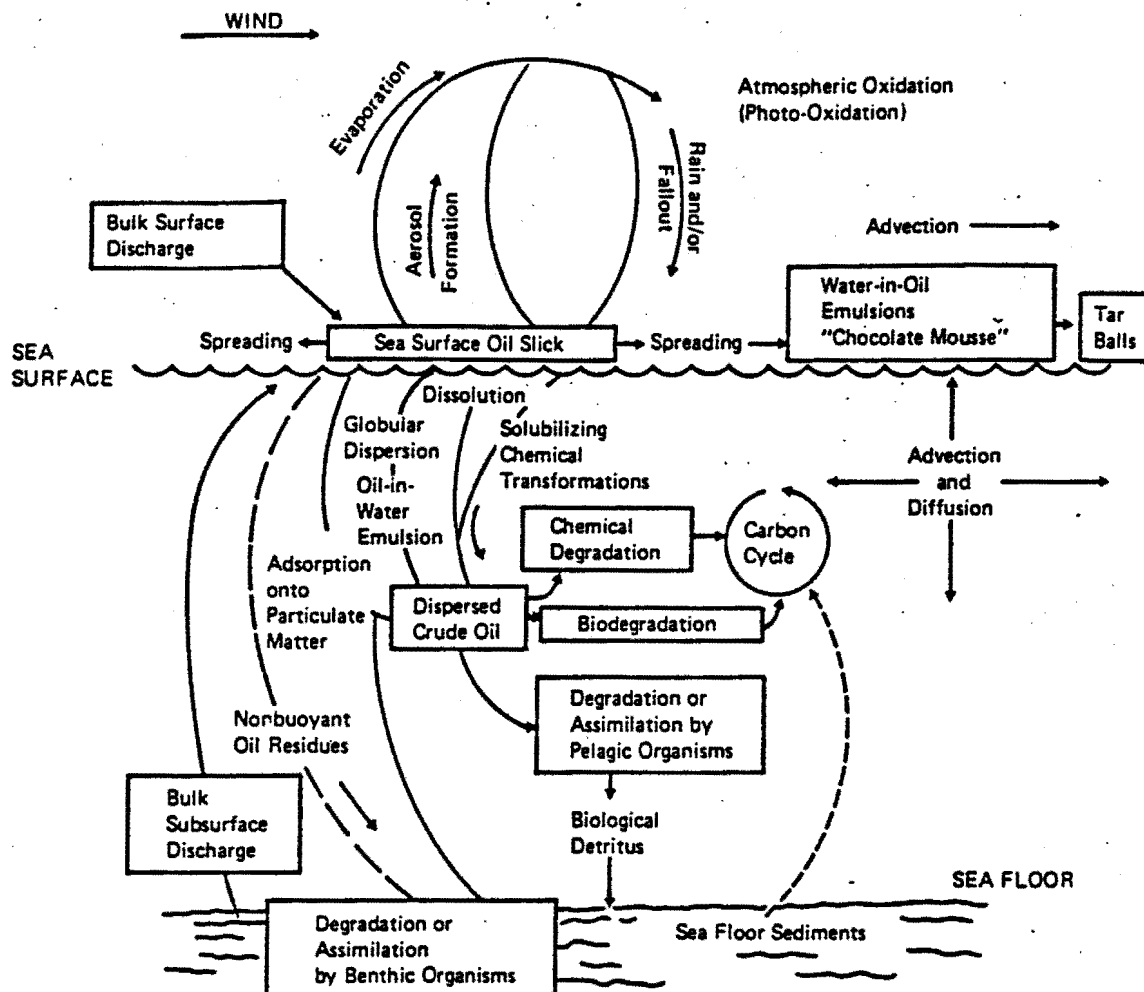 WIND
Evaporation
Atmospheric Oxidation
(Photo-Oxidation)
Aerosol
Formation
Rain and/or
Fallout
Bulk Surface
Discharge
Advection
Water-in-Oil
Emulsions
"Chocolate Mousse"
Tar
Balls
Spreading
Sea Surface Oil Slick
Spreading
SEA
SURFACE
Dissolution
Globular
Dispersion
Solubilizing
Chemical
Transformations
Oil-in-
Water
Emulsion
Advection
and
Diffusion
Chemical
Degradation
Carbon
Cycle
Adsorption
onto
Particulate
Matter
Dispersed
Crude Oil
Biodegradation
Nonbuoyant
Oil Residues
Degradation or
Assimilation by
Pelagic Organisms
Bulk
Subsurface
Discharge
Biological
Detritus
SEA FLOOR
Degradation or
Assimilation
by Benthic Organisms
Sea Floor Sediments